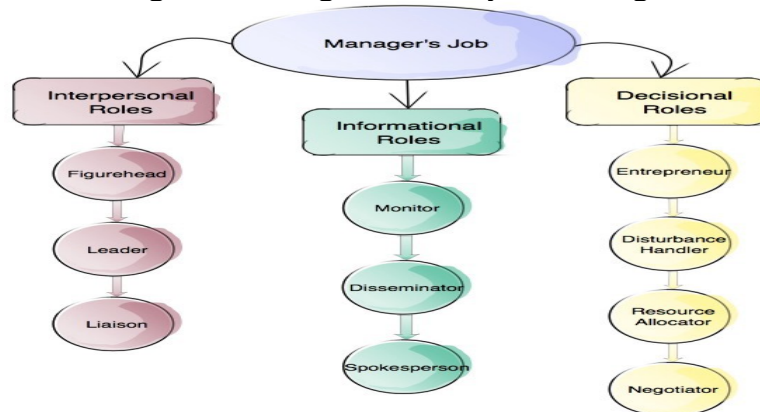 Manager's Job
Interpersonal
Roles
Figurehead
Leader
Liaison
Informational
Roles
Monitor
Disseminator
Spokesperson
Decisional
Roles
Entrepreneur
Disturbance
Handler
Resource
Allocator
Negotiator